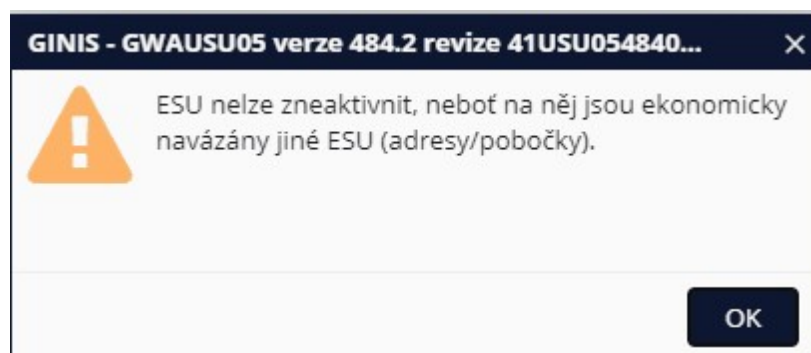 GINIS - GWAUSU05 verze 484.2 revize 41USU054840...
ESU nelze zneaktivnit, neboť na něj jsou ekonomicky
navázány jiné ESU (adresy/pobočky).
OK